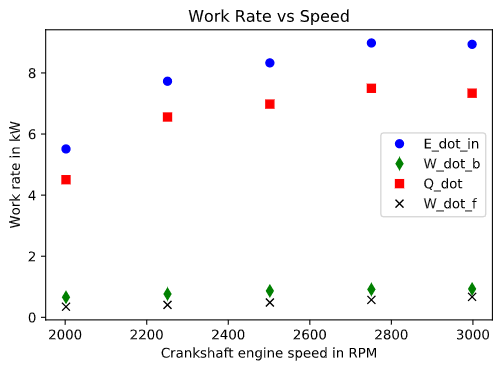 Work Rate vs Speed
Work rate in kW
8
6
4
2
0
E_dot_in
W_dot_b
Q_dot
W_dot_f
2000 2200 2400 2600 2800 3000
Crankshaft engine speed in RPM